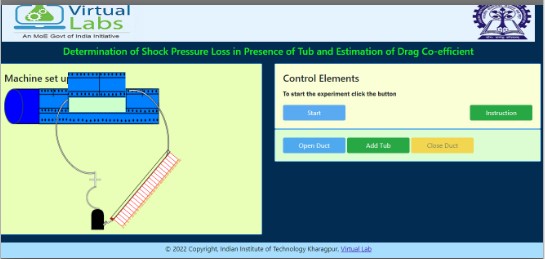 Virtual
Labs
An MoE Govt of India Initiative
Determination of Shock Pressure Loss in Presence of Tub and Estimation of Drag Co-efficient
Machine set up
Control Elements
To start the experiment click the button
Start
Instruction
Open Duct
Add Tub
Close Duct
© 2022 Copyright: Indian Institute of Technology Kharagpur, Virtual Lab